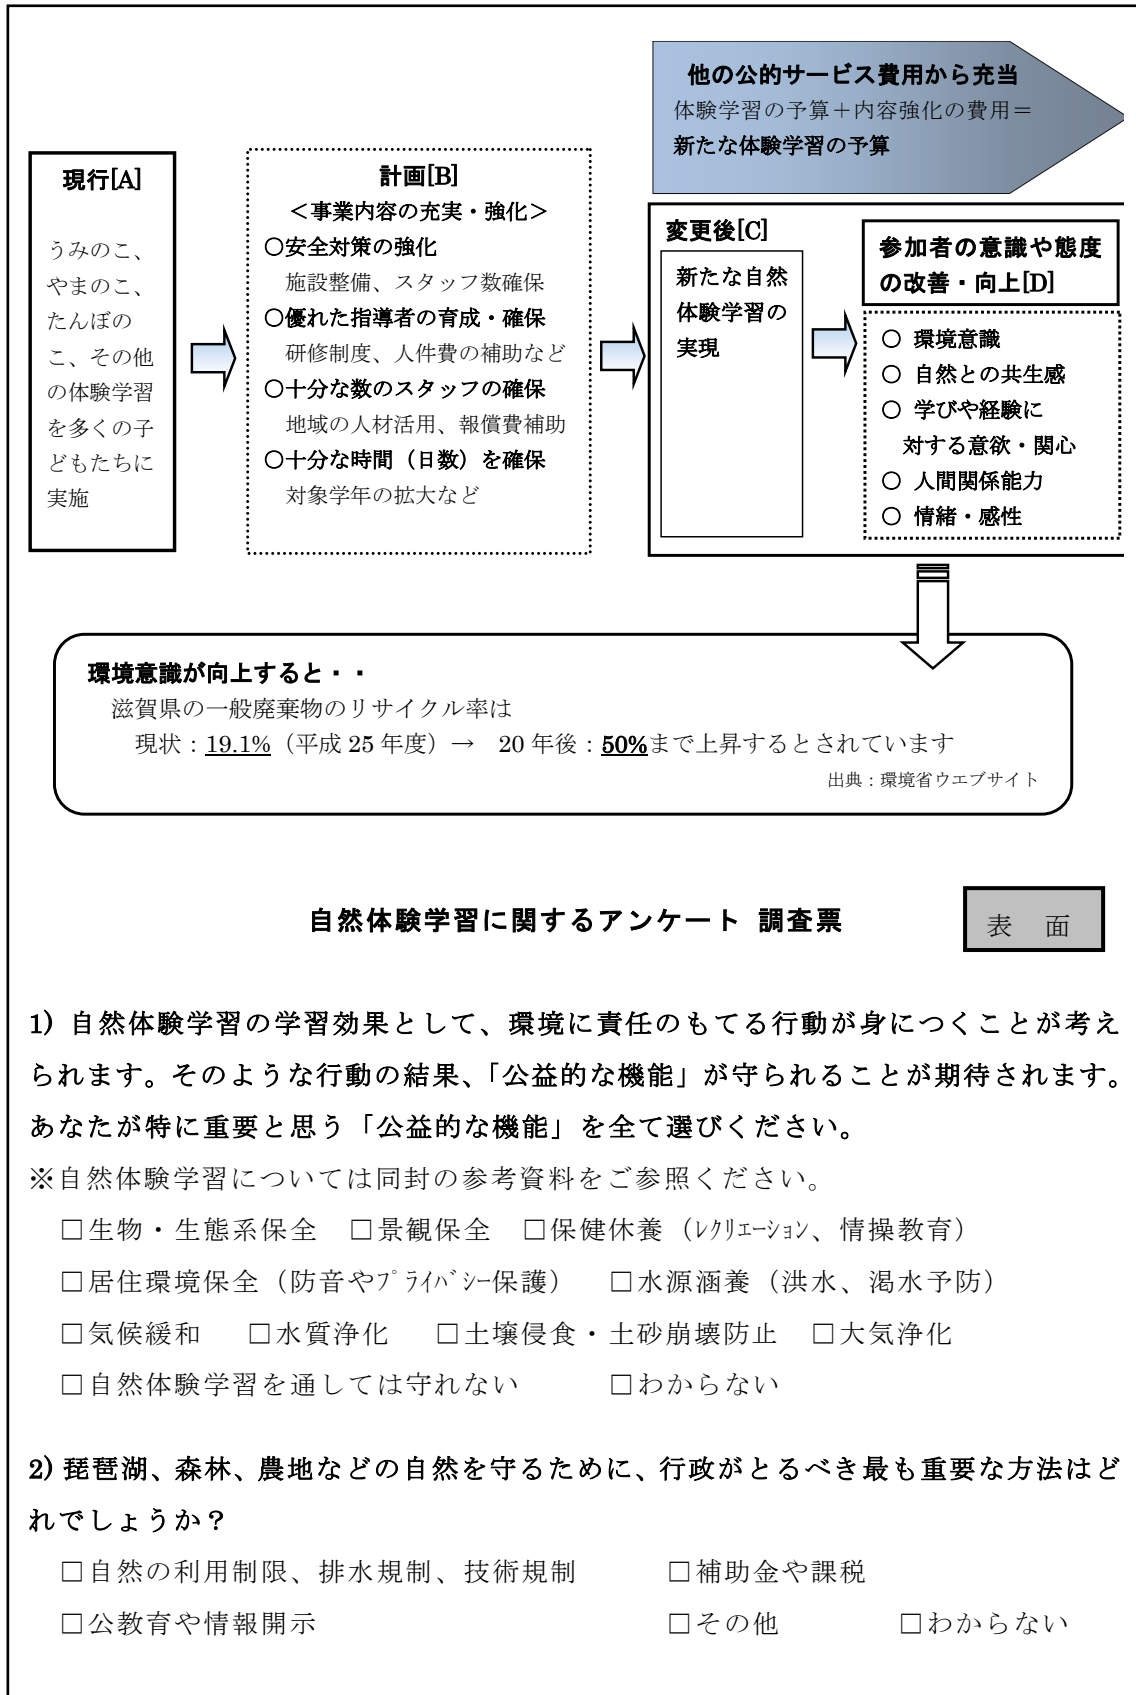 他の公的サービス費用から充当
体験学習の予算＋内容強化の費用＝
新たな体験学習の予算
現行[A]
うみのこ、
やまのこ、
たんぼの
こ、その他
の体験学習
を多くの子
どもたちに
実施
計画[B]
＜事業内容の充実・強化＞
○安全対策の強化
施設整備、スタッフ数確保
○優れた指導者の育成・確保
研修制度、人件費の補助など
○十分な数のスタッフの確保
地域の人材活用、報償費補助
○十分な時間（日数）を確保
対象学年の拡大など
変更後[C]
新たな自然
体験学習の
実現
参加者の意識や態度
の改善・向上[D]
○ 環境意識
○ 自然との共生感
○ 学びや経験に
対する意欲・関心
○ 人間関係能力
○ 情緒・感性
環境意識が向上すると・・
滋賀県の一般廃棄物のリサイクル率は
現状：19.1%（平成 25 年度）→ 20 年後：50%まで上昇するとされています
出典：環境省ウエブサイト
自然体験学習に関するアンケート 調査票
表 面
1) 自然体験学習の学習効果として、環境に責任のもてる行動が身につくことが考え
られます。そのような行動の結果、「公益的な機能」が守られることが期待されます。
あなたが特に重要と思う「公益的な機能」を全て選びください。
※自然体験学習については同封の参考資料をご参照ください。
□生物・生態系保全 □景観保全 □保健休養（ﾚｸﾘｴｰｼｮﾝ、情操教育）
□居住環境保全（防音やﾌﾟﾗｲﾊﾞｼｰ保護） □水源涵養（洪水、渇水予防）
□気候緩和 □水質浄化 □土壌侵食・土砂崩壊防止 □大気浄化
□自然体験学習を通しては守れない □わからない
2) 琵琶湖、森林、農地などの自然を守るために、行政がとるべき最も重要な方法はど
れでしょうか？
□自然の利用制限、排水規制、技術規制 □補助金や課税
□公教育や情報開示 □その他 □わからない